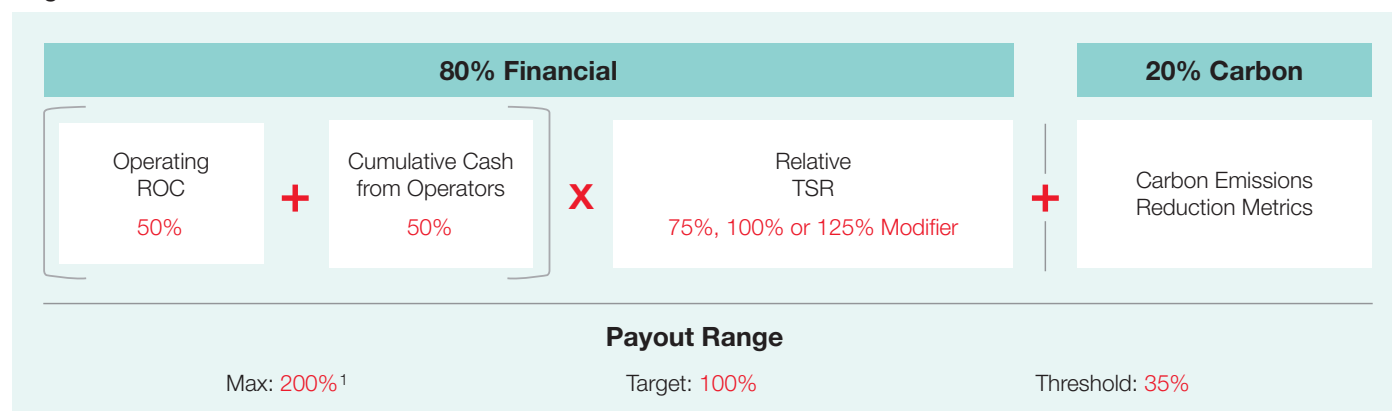 80% Financial
20% Carbon
Operating
ROC
50%
+
Cumulative Cash
from Operators
50%
X
Relative
TSR
75%, 100% or 125% Modifier
+
Carbon Emissions
Reduction Metrics
Payout Range
Max: 200%¹
Target: 100%
Threshold: 35%